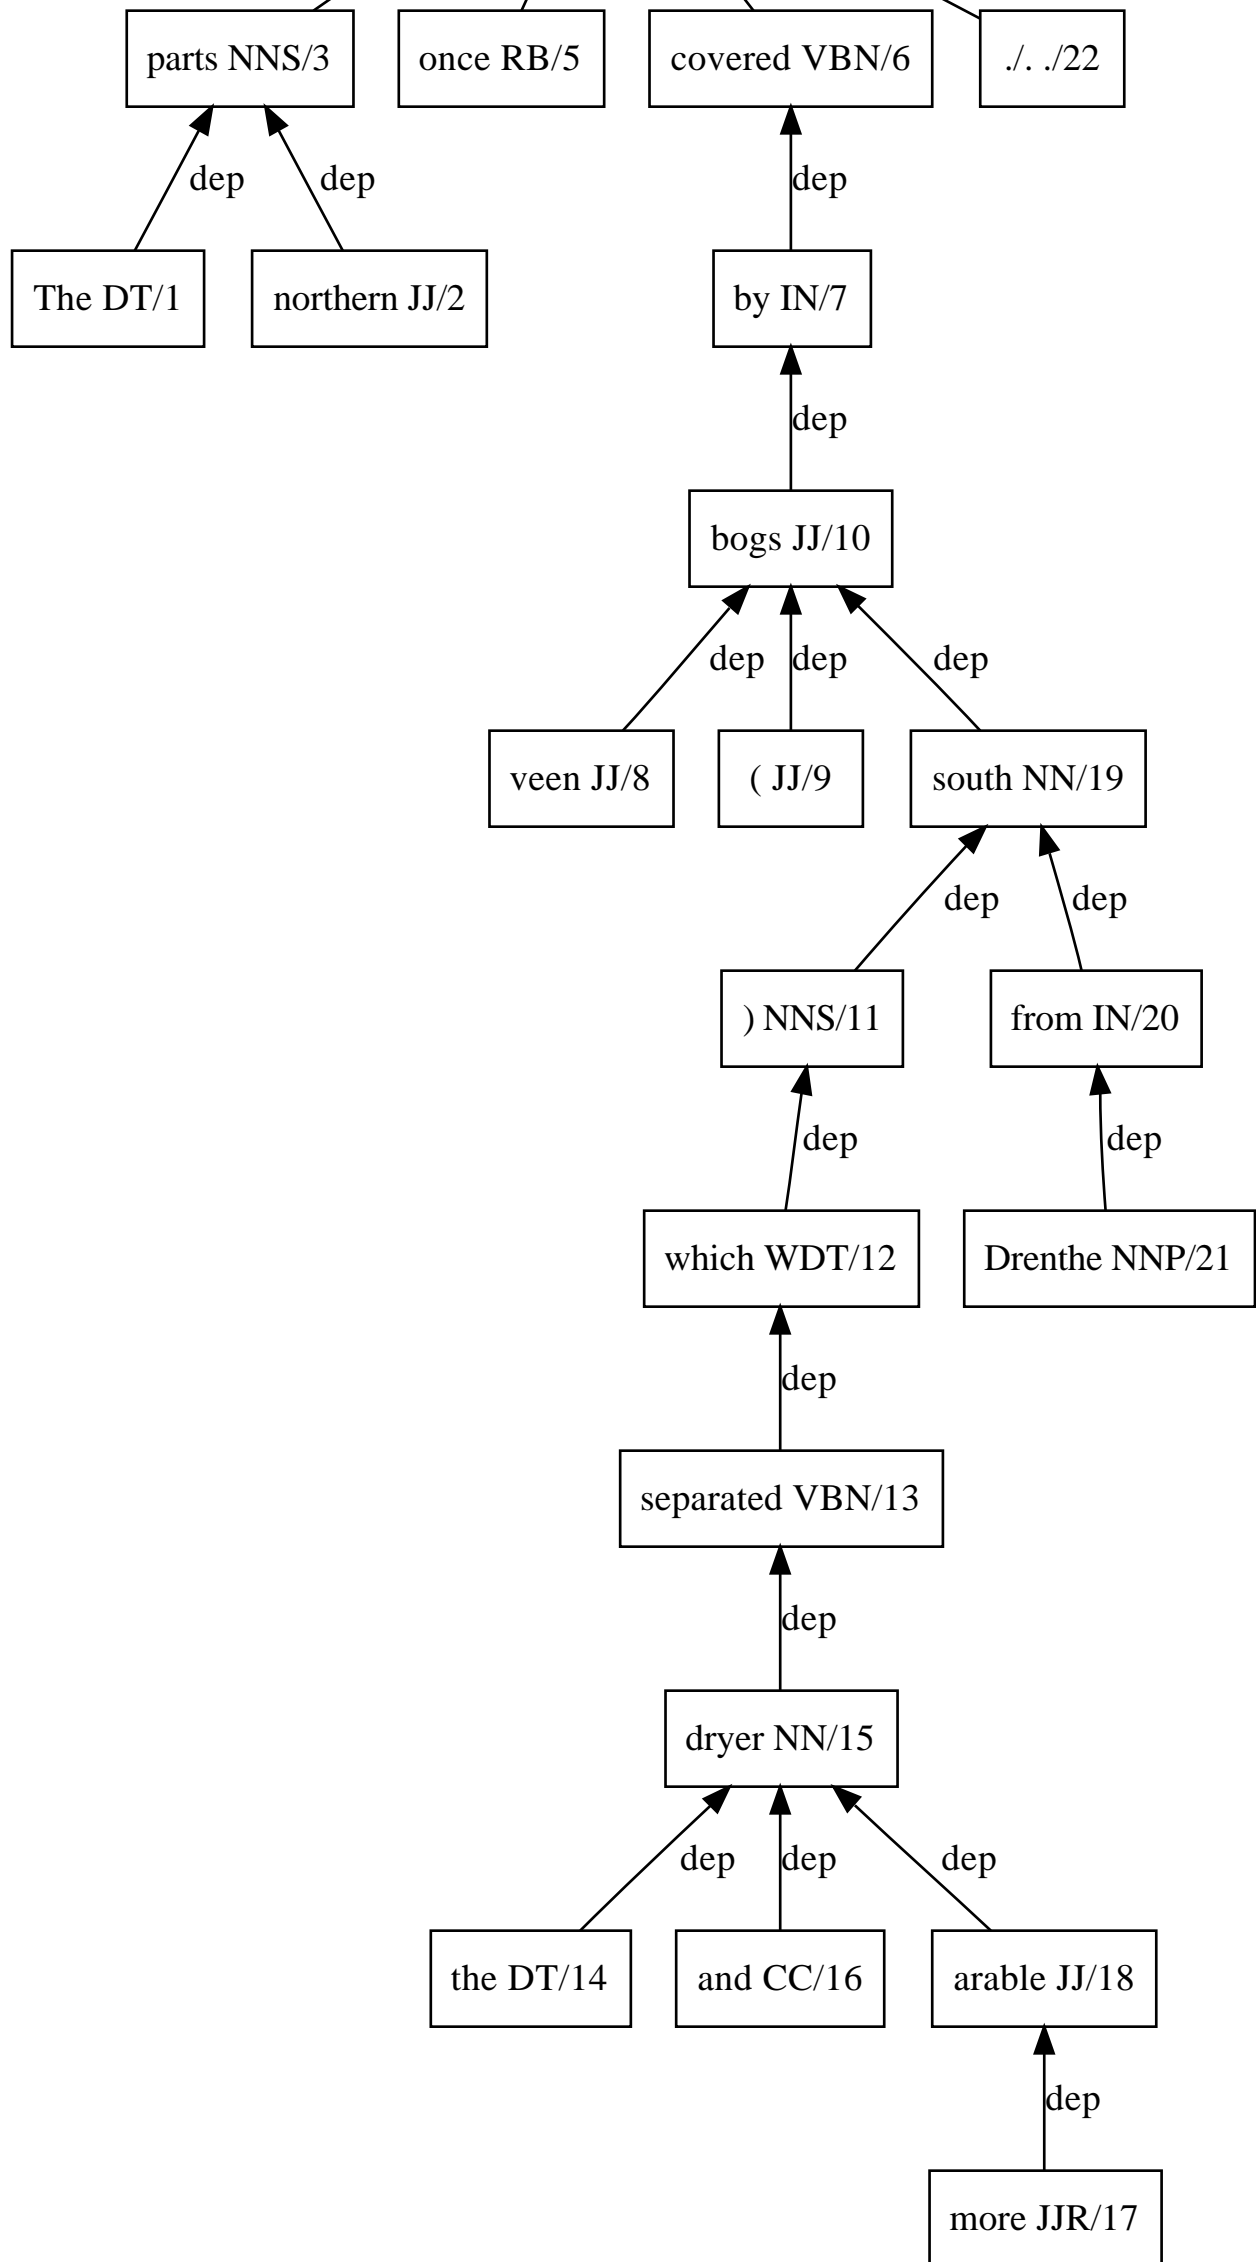 parts NNS/3 once RB/5 covered VBN/6 ./. ./22
dep dep dep
The DT/1 northern JJ/2 by IN/7
dep
bogs JJ/10
dep dep dep
veen JJ/8 ( JJ/9 south NN/19
dep dep
) NNS/11 from IN/20
dep dep
which WDT/12 Drenthe NNP/21
dep
separated VBN/13
dep
dryer NN/15
dep dep dep
the DT/14 and CC/16 arable JJ/18
dep
more JJR/17